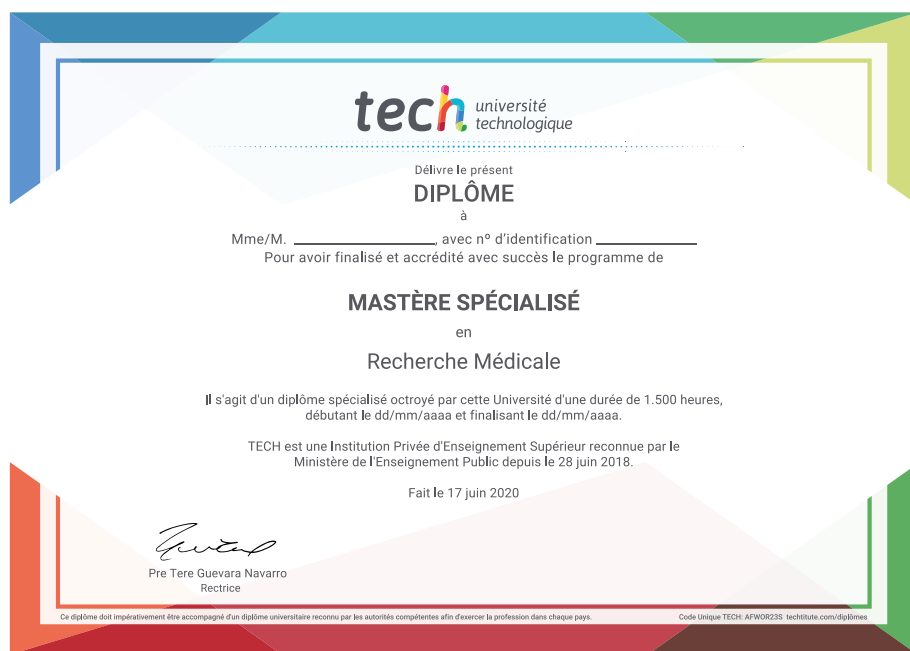 tech université
technologique
Délivre le présent
DIPLÔME
à
Mme/M. ____________________, avec nº d'identification ______________
Pour avoir finalisé et accrédité avec succès le programme de
MASTÈRE SPÉCIALISÉ
en
Recherche Médicale
Il s'agit d'un diplôme spécialisé octroyé par cette Université d'une durée de 1.500 heures,
débutant le dd/mm/aaaa et finalisant le dd/mm/aaaa.
TECH est une Institution Privée d'Enseignement Supérieur reconnue par le
Ministère de l'Enseignement Public depuis le 28 juin 2018.
Fait le 17 juin 2020
Pre Tere Guevara Navarro
Rectrice
Ce diplôme doit impérativement être accompagné d'un diplôme universitaire reconnu par les autorités compétentes afin d'exercer la profession dans chaque pays.
Code Unique TECH: AFWOR23S techtitute.com/diplômes